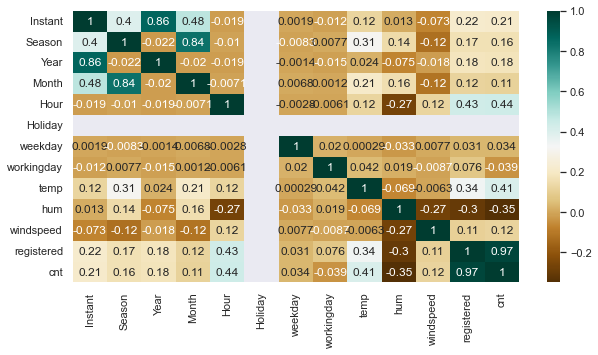 Instant 1 0.4 0.86 0.48 -0.019 0.0019 -0.012 0.12 0.013 -0.073 0.22 0.21
Season 0.4 1 -0.022 0.84 -0.01 -0.0083 0.0077 0.31 0.14 -0.12 0.17 0.16
Year 0.86 -0.022 1 -0.02 -0.019 -0.0014 -0.015 0.024 -0.075 -0.018 0.18 0.18
Month 0.48 0.84 -0.02 1 -0.0071 0.0068 0.0012 0.21 0.16 -0.12 0.12 0.11
Hour -0.019 -0.01 -0.019 -0.0071 1 -0.0028 -0.0061 0.12 -0.27 0.12 0.43 0.44
Holiday
weekday 0.0019 -0.0083 -0.0014 0.0068 -0.0028 1 0.02 0.00029 -0.033 0.0077 0.031 0.034
workingday -0.012 0.0077 -0.015 0.0012 -0.0061 0.02 1 0.042 0.019 -0.0087 0.076 -0.039
temp 0.12 0.31 0.024 0.21 0.12 0.00029 0.042 1 -0.069 -0.0063 0.34 0.41
hum 0.013 0.14 -0.075 0.16 -0.27 -0.033 0.019 -0.069 1 -0.27 -0.3 -0.35
windspeed -0.073 -0.12 -0.018 -0.12 0.12 0.0077 -0.0087 -0.0063 -0.27 1 0.11 0.12
registered 0.22 0.17 0.18 0.12 0.43 0.031 0.076 0.34 -0.3 0.11 1 0.97
cnt 0.21 0.16 0.18 0.11 0.44 0.034 -0.039 0.41 -0.35 0.12 0.97 1
Instant Season Year Month Hour Holiday weekday workingday temp hum windspeed registered cnt
1.0
0.8
0.6
0.4
0.2
0.0
-0.2